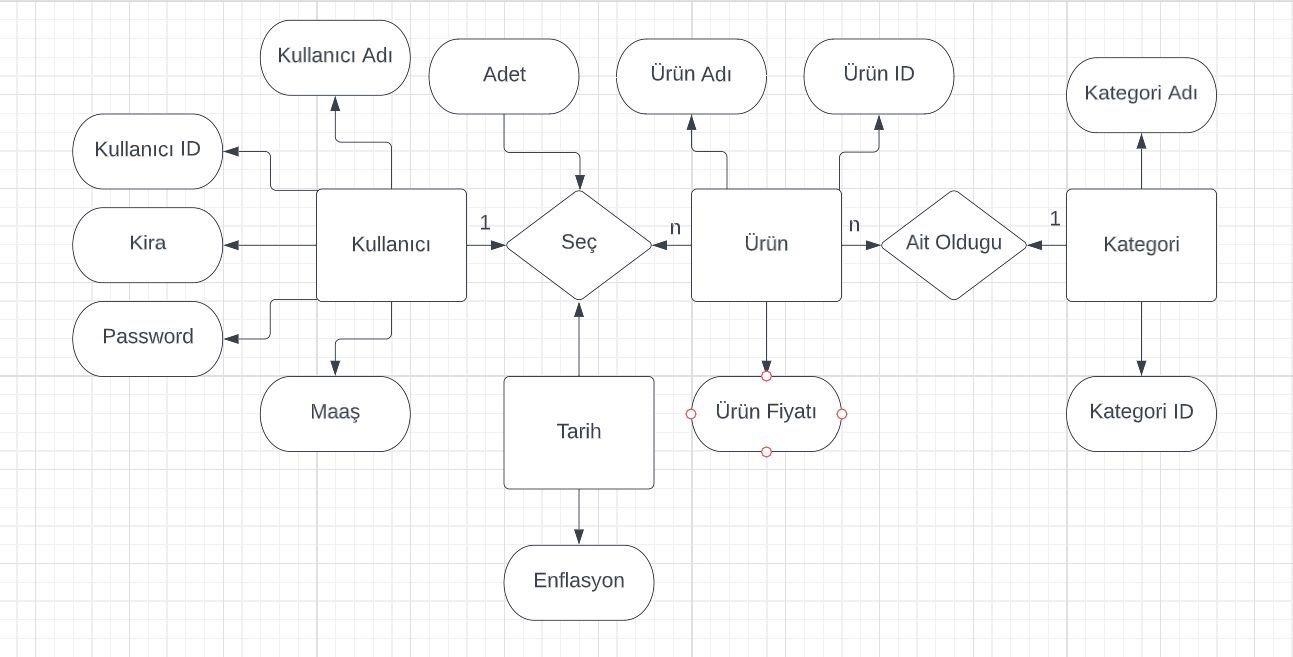 Kullanıcı Adı
Adet
Ürün Adı
Ürün ID
Kategori Adı
Kullanıcı ID
Kira
Kullanıcı
1
Seç
n
Ürün
n
Ait Oldugu
1
Kategori
Password
Maaş
Tarih
Ürün Fiyatı
Kategori ID
Enflasyon